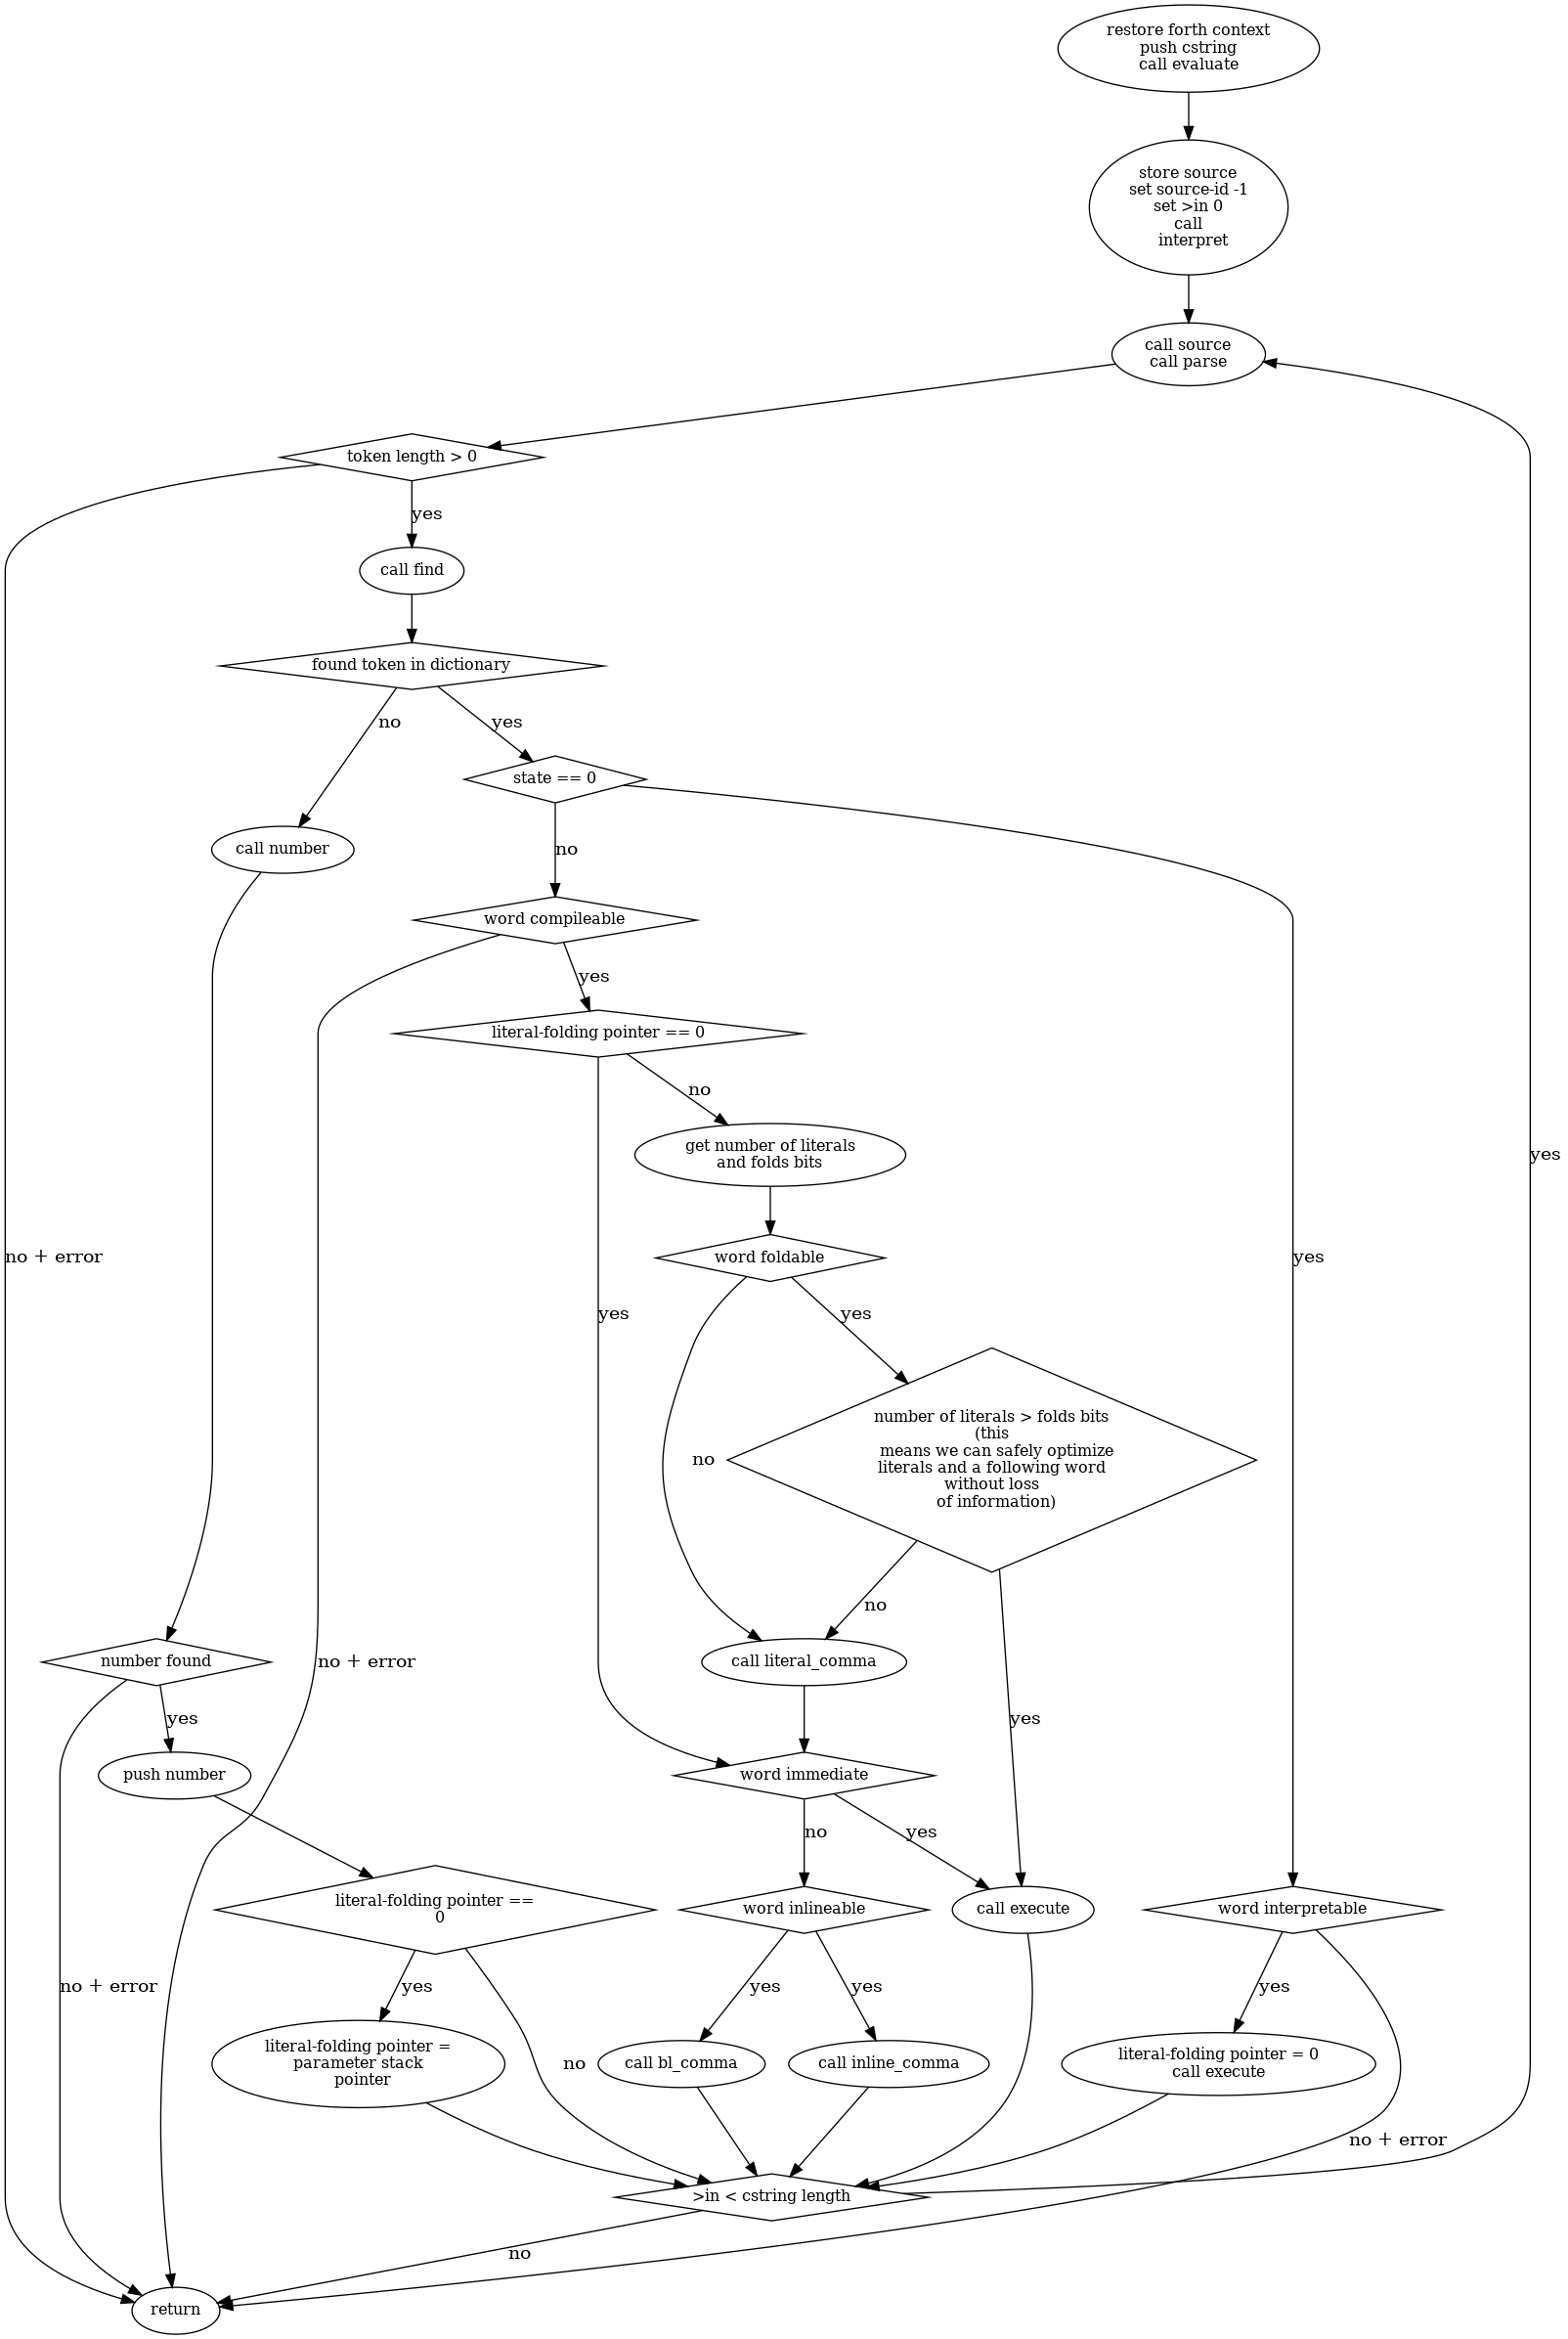 restore forth context
push cstring
call evaluate
store source
set source-id -1
set >in 0
call
interpret
call source
call parse
token length > 0
yes
call find
found token in dictionary
no
yes
state == 0
call number
no
word compileable
yes
literal-folding pointer == 0
no
get number of literals
and folds bits
yes
word foldable
no + error
yes
yes
yes
number of literals > folds bits
(this
means we can safely optimize
literals and a following word
without loss
of information)
no
no
number found
no + error
call literal_comma
yes
yes
push number
word immediate
no
yes
literal-folding pointer ==
0
word inlineable
call execute
word interpretable
no + error
yes
yes
yes
yes
literal-folding pointer =
parameter stack
pointer
no
call bl_comma
call inline_comma
literal-folding pointer = 0
call execute
no + error
>in < cstring length
no
return